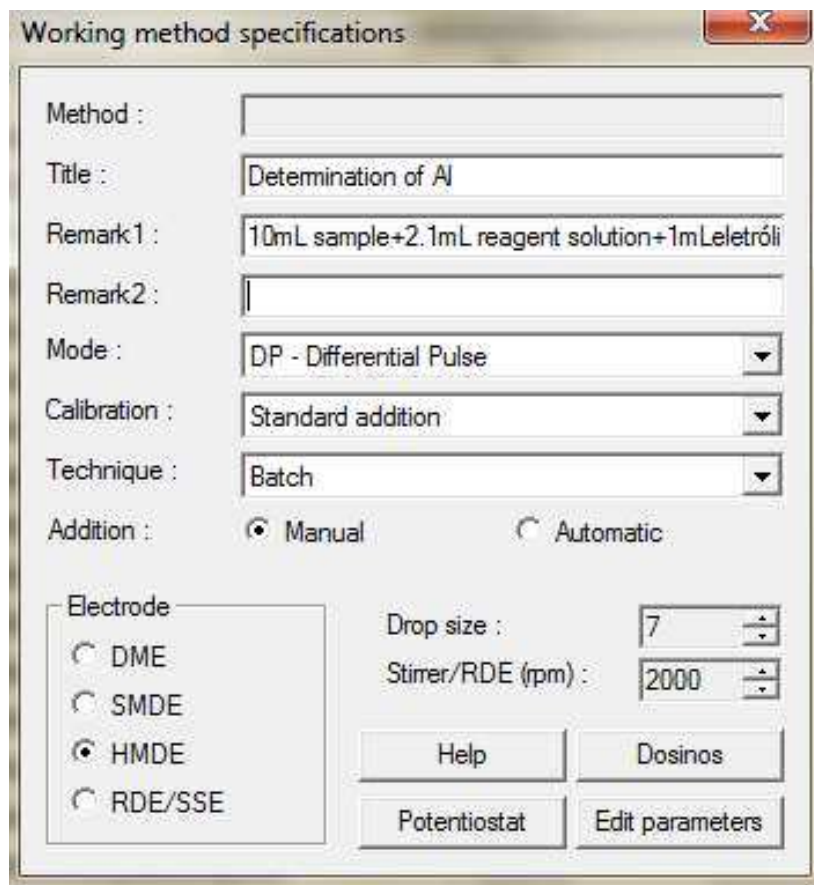 Working method specifications
Method :
Title : Determination of Al
Remark1 : 10mL sample+2.1mL reagent solution+1mLeletróli
Remark2 :
Mode : DP - Differential Pulse
Calibration : Standard addition
Technique : Batch
Addition : Manual Automatic
Electrode
DME
SMDE
HMDE
RDE/SSE
Drop size : 7
Stirrer/RDE (rpm) : 2000
Help Dosinos
Potentiostat Edit parameters